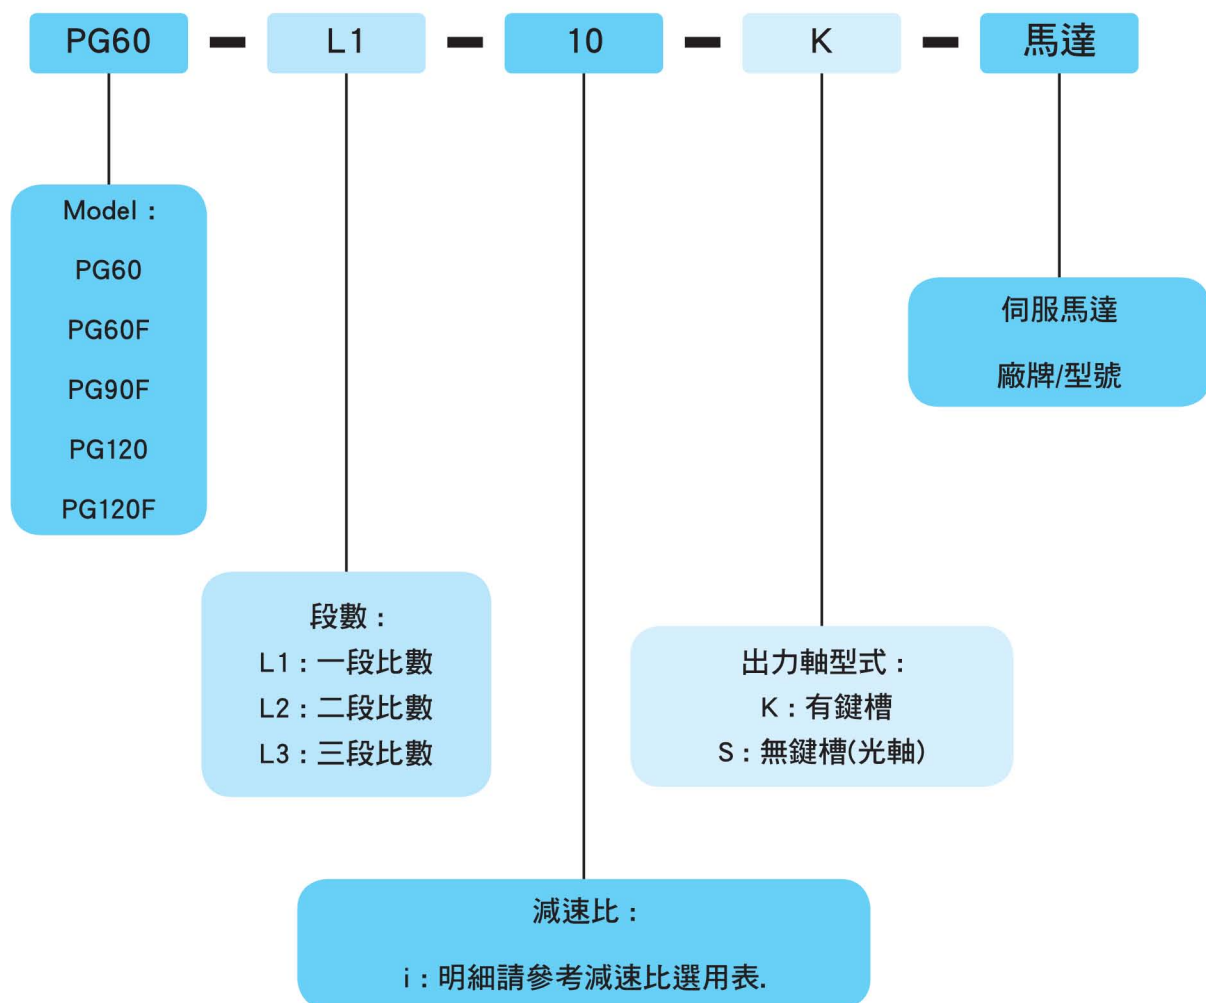 PG60 - L1 - 10 - K - 馬達
Model :
PG60
PG60F
PG90F
PG120
PG120F
伺服馬達
廠牌/型號
段數 :
L1 : 一段比數
L2 : 二段比數
L3 : 三段比數
出力軸型式 :
K : 有鍵槽
S : 無鍵槽(光軸)
減速比 :
i : 明細請參考減速比選用表.